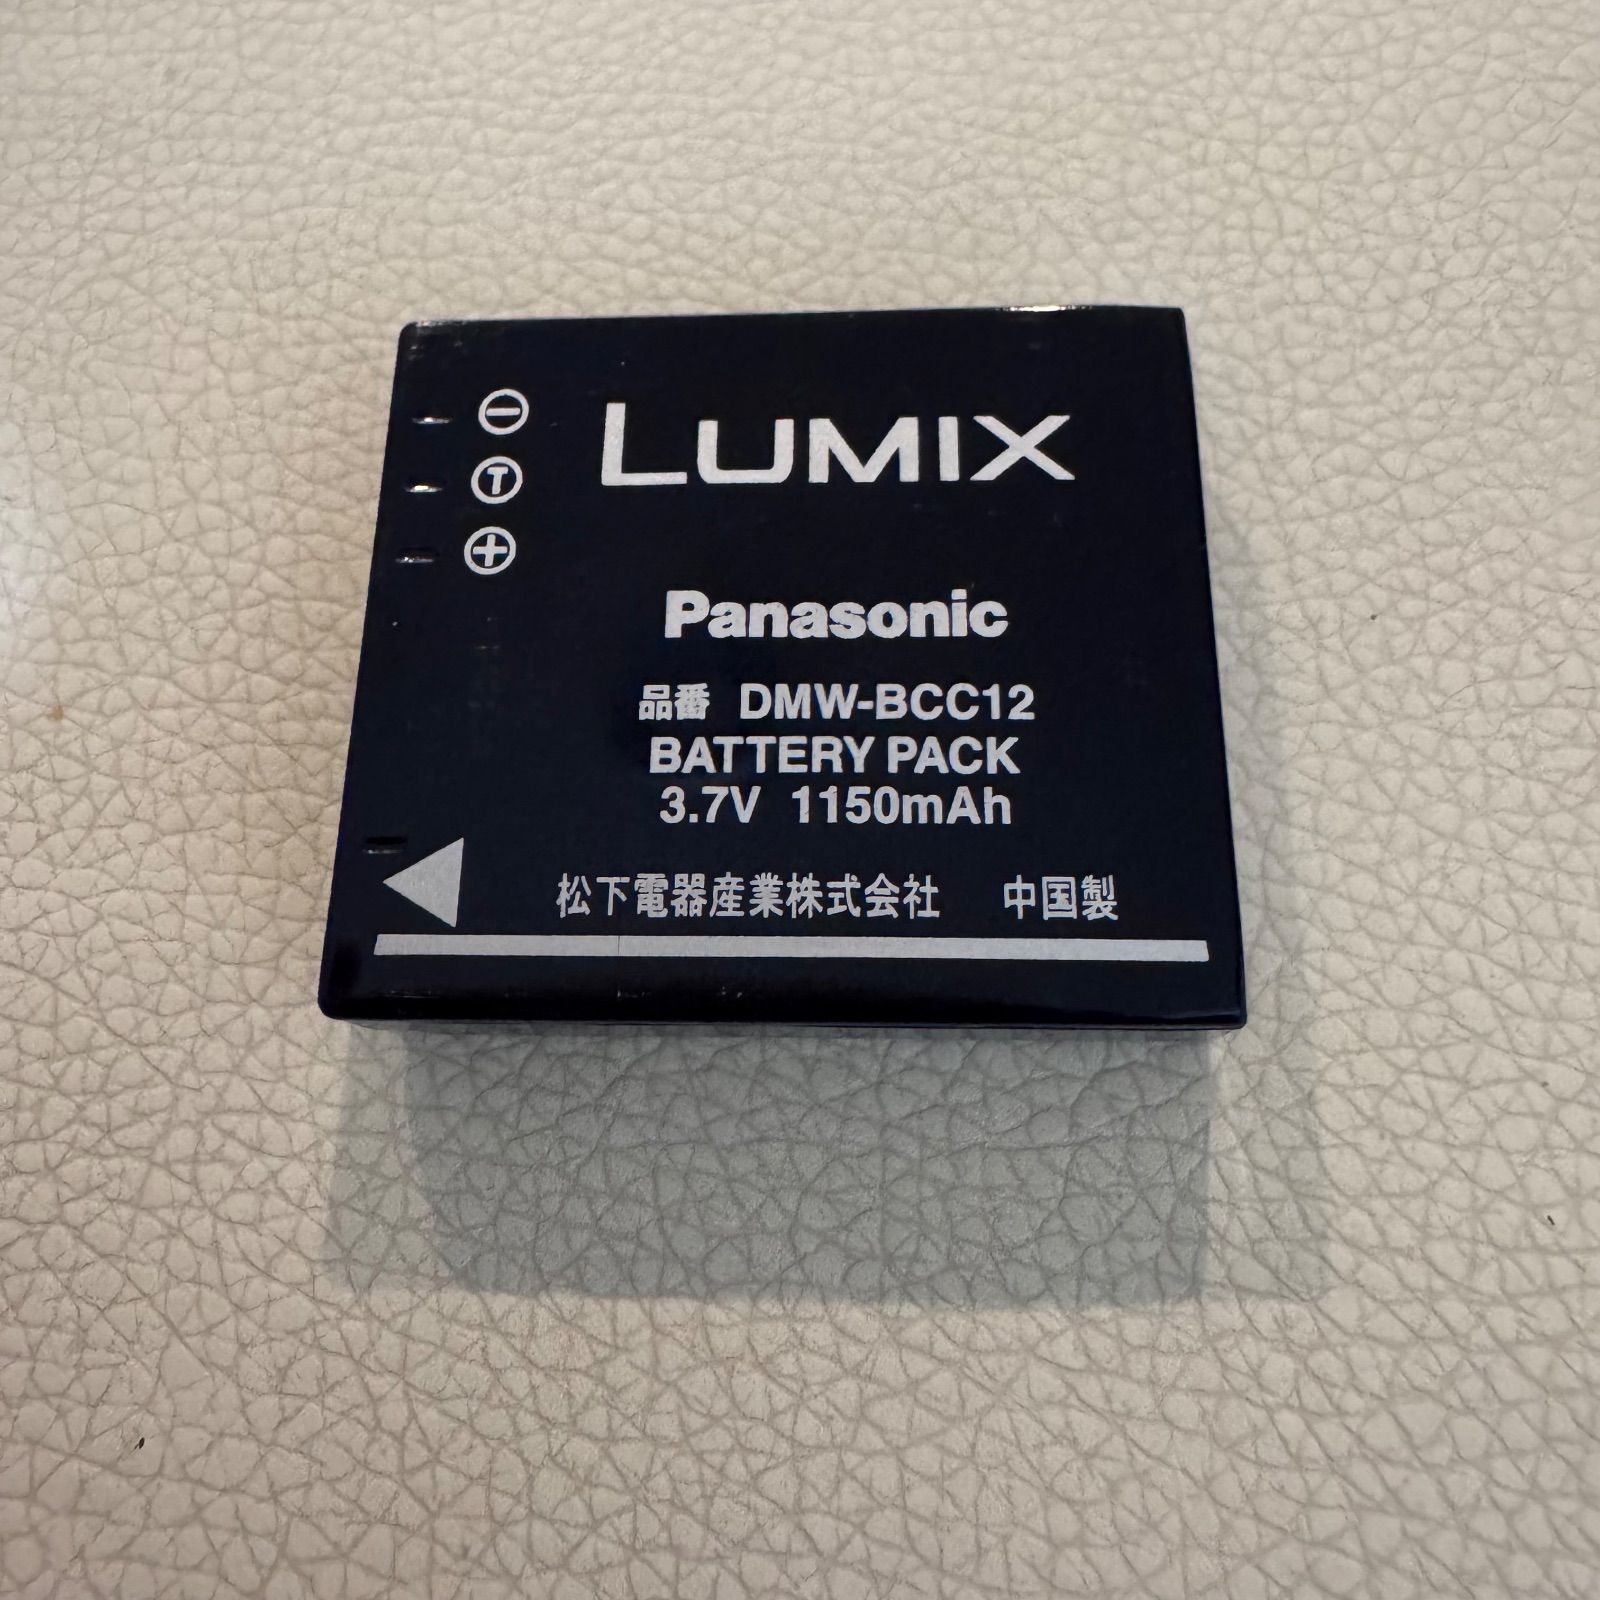 LUMIX
T
Panasonic
品番 DMW-BCC12
BATTERY PACK
3.7V 1150mAh
松下電器産業株式会社 中国製